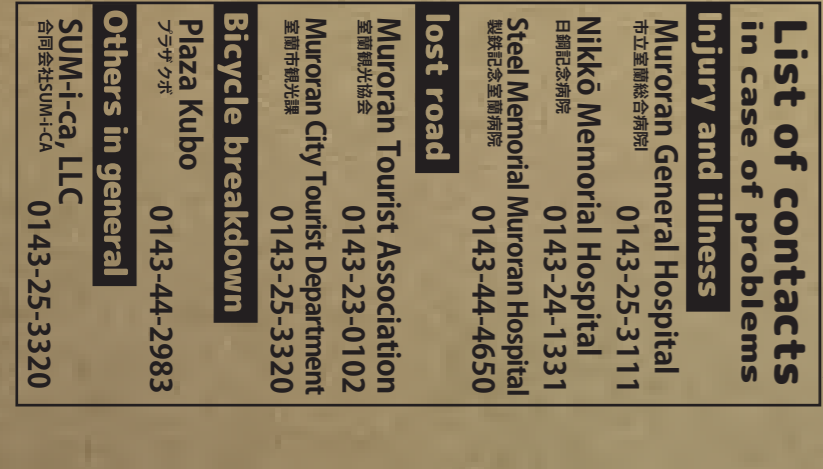 List of contacts
in case of problems
Injury and illness
Muroran General Hospital
市立室蘭総合病院I
0143-25-3111
Nikkō Memorial Hospital
日鋼記念病院
0143-24-1331
Steel Memorial Muroran Hospital
製鉄記念室蘭病院
0143-44-4650
lost road
Muroran Tourist Association
室蘭観光協会
0143-23-0102
Muroran City Tourist Department
室蘭市観光課
0143-25-3320
Bicycle breakdown
Plaza Kubo
プラザ クボ
0143-44-2983
Others in general
SUM-i-ca, LLC
合同会社SUM-i-CA
0143-25-3320